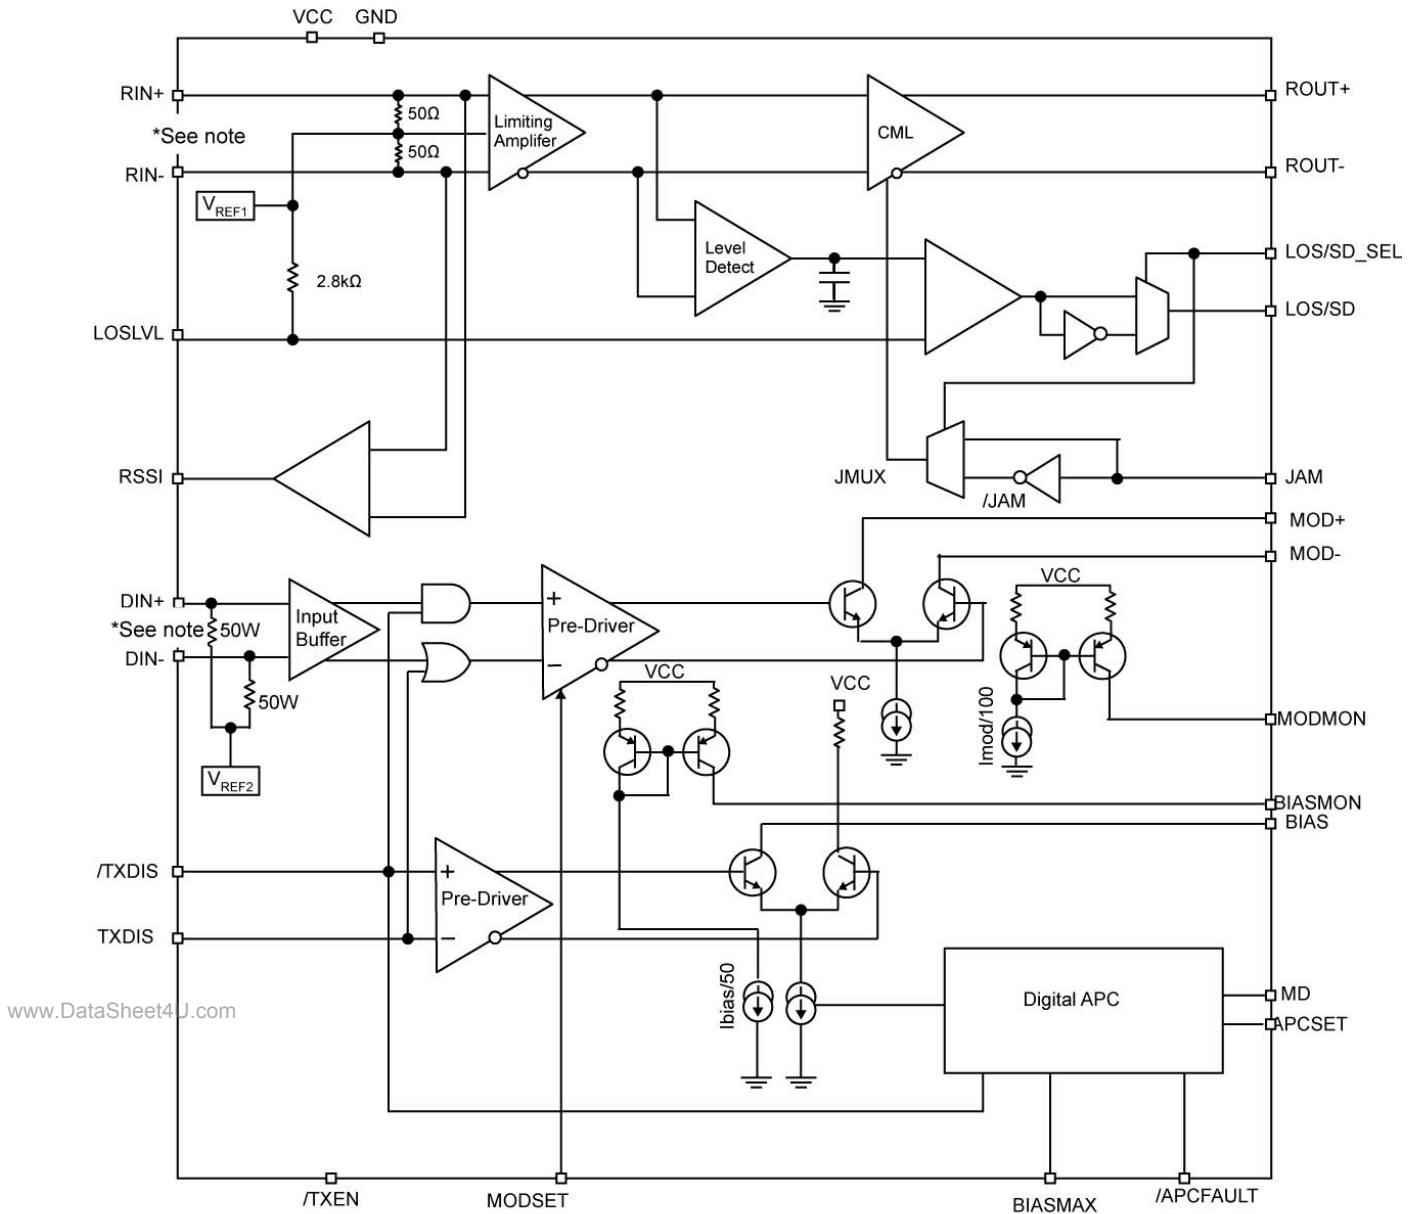 VCC GND
RIN+
50Ω
Limiting
Amplifer
CML
ROUT+
*See note
50Ω
RIN-
ROUT-
VREF1
Level
Detect
LOS/SD_SEL
2.8kΩ
LOS/SD
LOSLVL
RSSI
JMUX
/JAM
JAM
MOD+
MOD-
DIN+
Input
Buffer
*See note
50W
DIN-
50W
+
Pre-Driver
−
VCC
VCC
VCC
Imod/100
MODMON
VREF2
BIASMON
BIAS
/TXDIS
+
Pre-Driver
TXDIS
−
Ibias/50
Digital APC
MD
APCSET
www.DataSheet4U.com
/TXEN
MODSET
BIASMAX
/APCFAULT